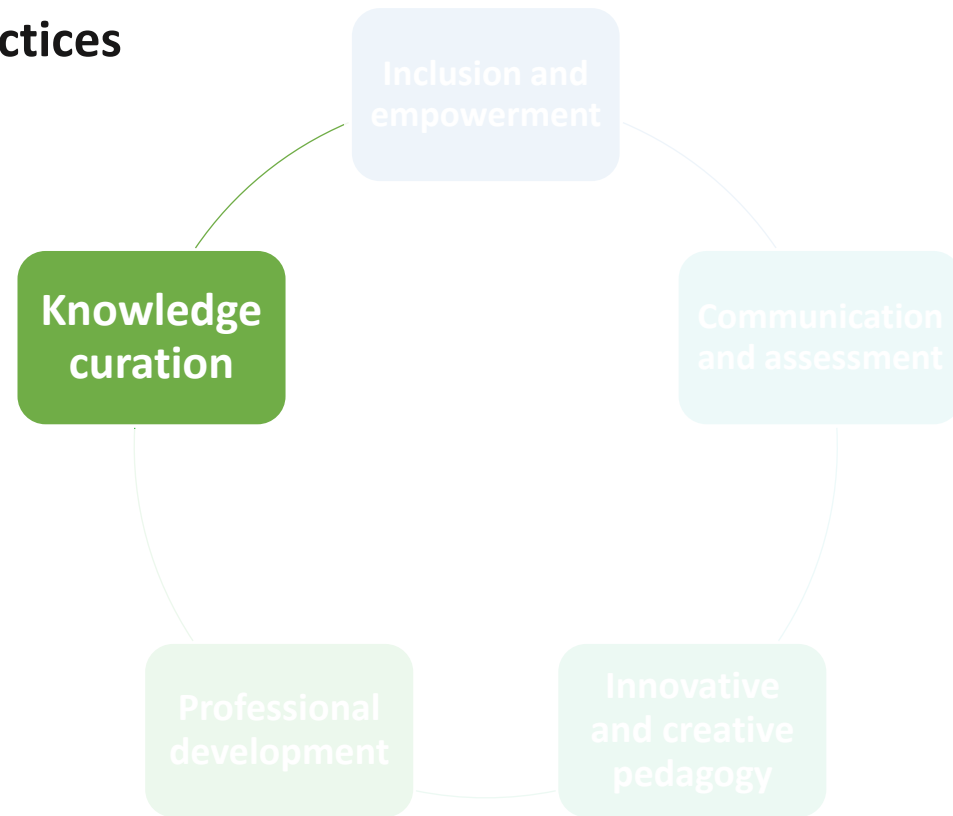 ctices
Inclusion and
empowerment
Knowledge
curation
Communication
and assessment
Professional
development
Innovative
and creative
pedagogy